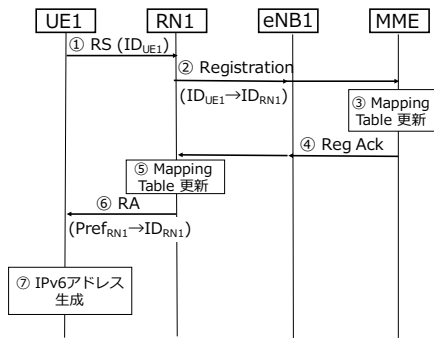 UE1 RN1 eNB1 MME
① RS (ID_UE1)
② Registration
(ID_UE1→ID_RN1)
③ Mapping
Table 更新
④ Reg Ack
⑤ Mapping
Table 更新
⑥ RA
(Pref_RN1→ID_RN1)
⑦ IPv6アドレス
生成